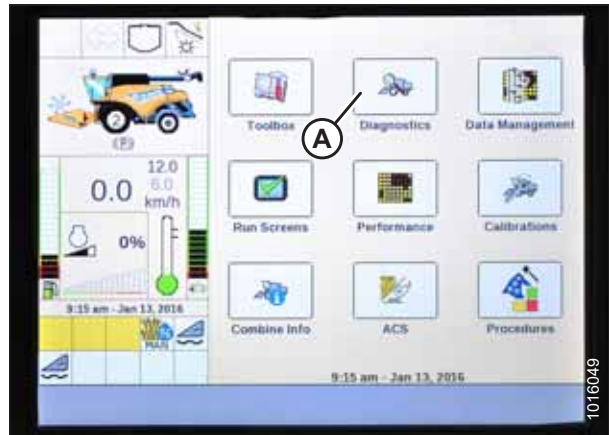 2
(P)
12.0
0.0
6.0
km/h
0%
9:15 am - Jan 13, 2016
MAN
Toolbox
Diagnostics
Data Management
A
Run Screens
Performance
Calibrations
Combine Info
ACS
Procedures
9:15 am - Jan 13, 2016
1016049